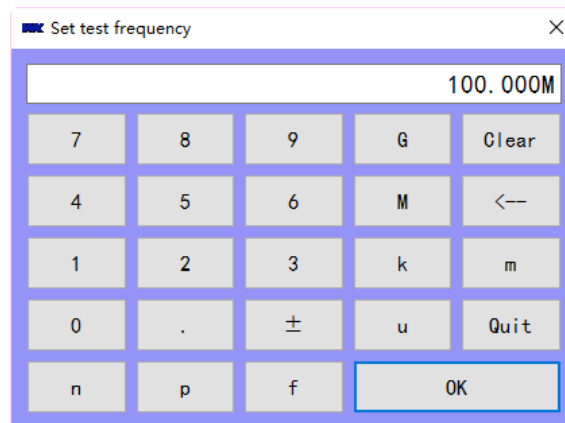 Set test frequency
100.000M
7 8 9 G Clear
4 5 6 M <--
1 2 3 k m
0 . ± u Quit
n p f OK